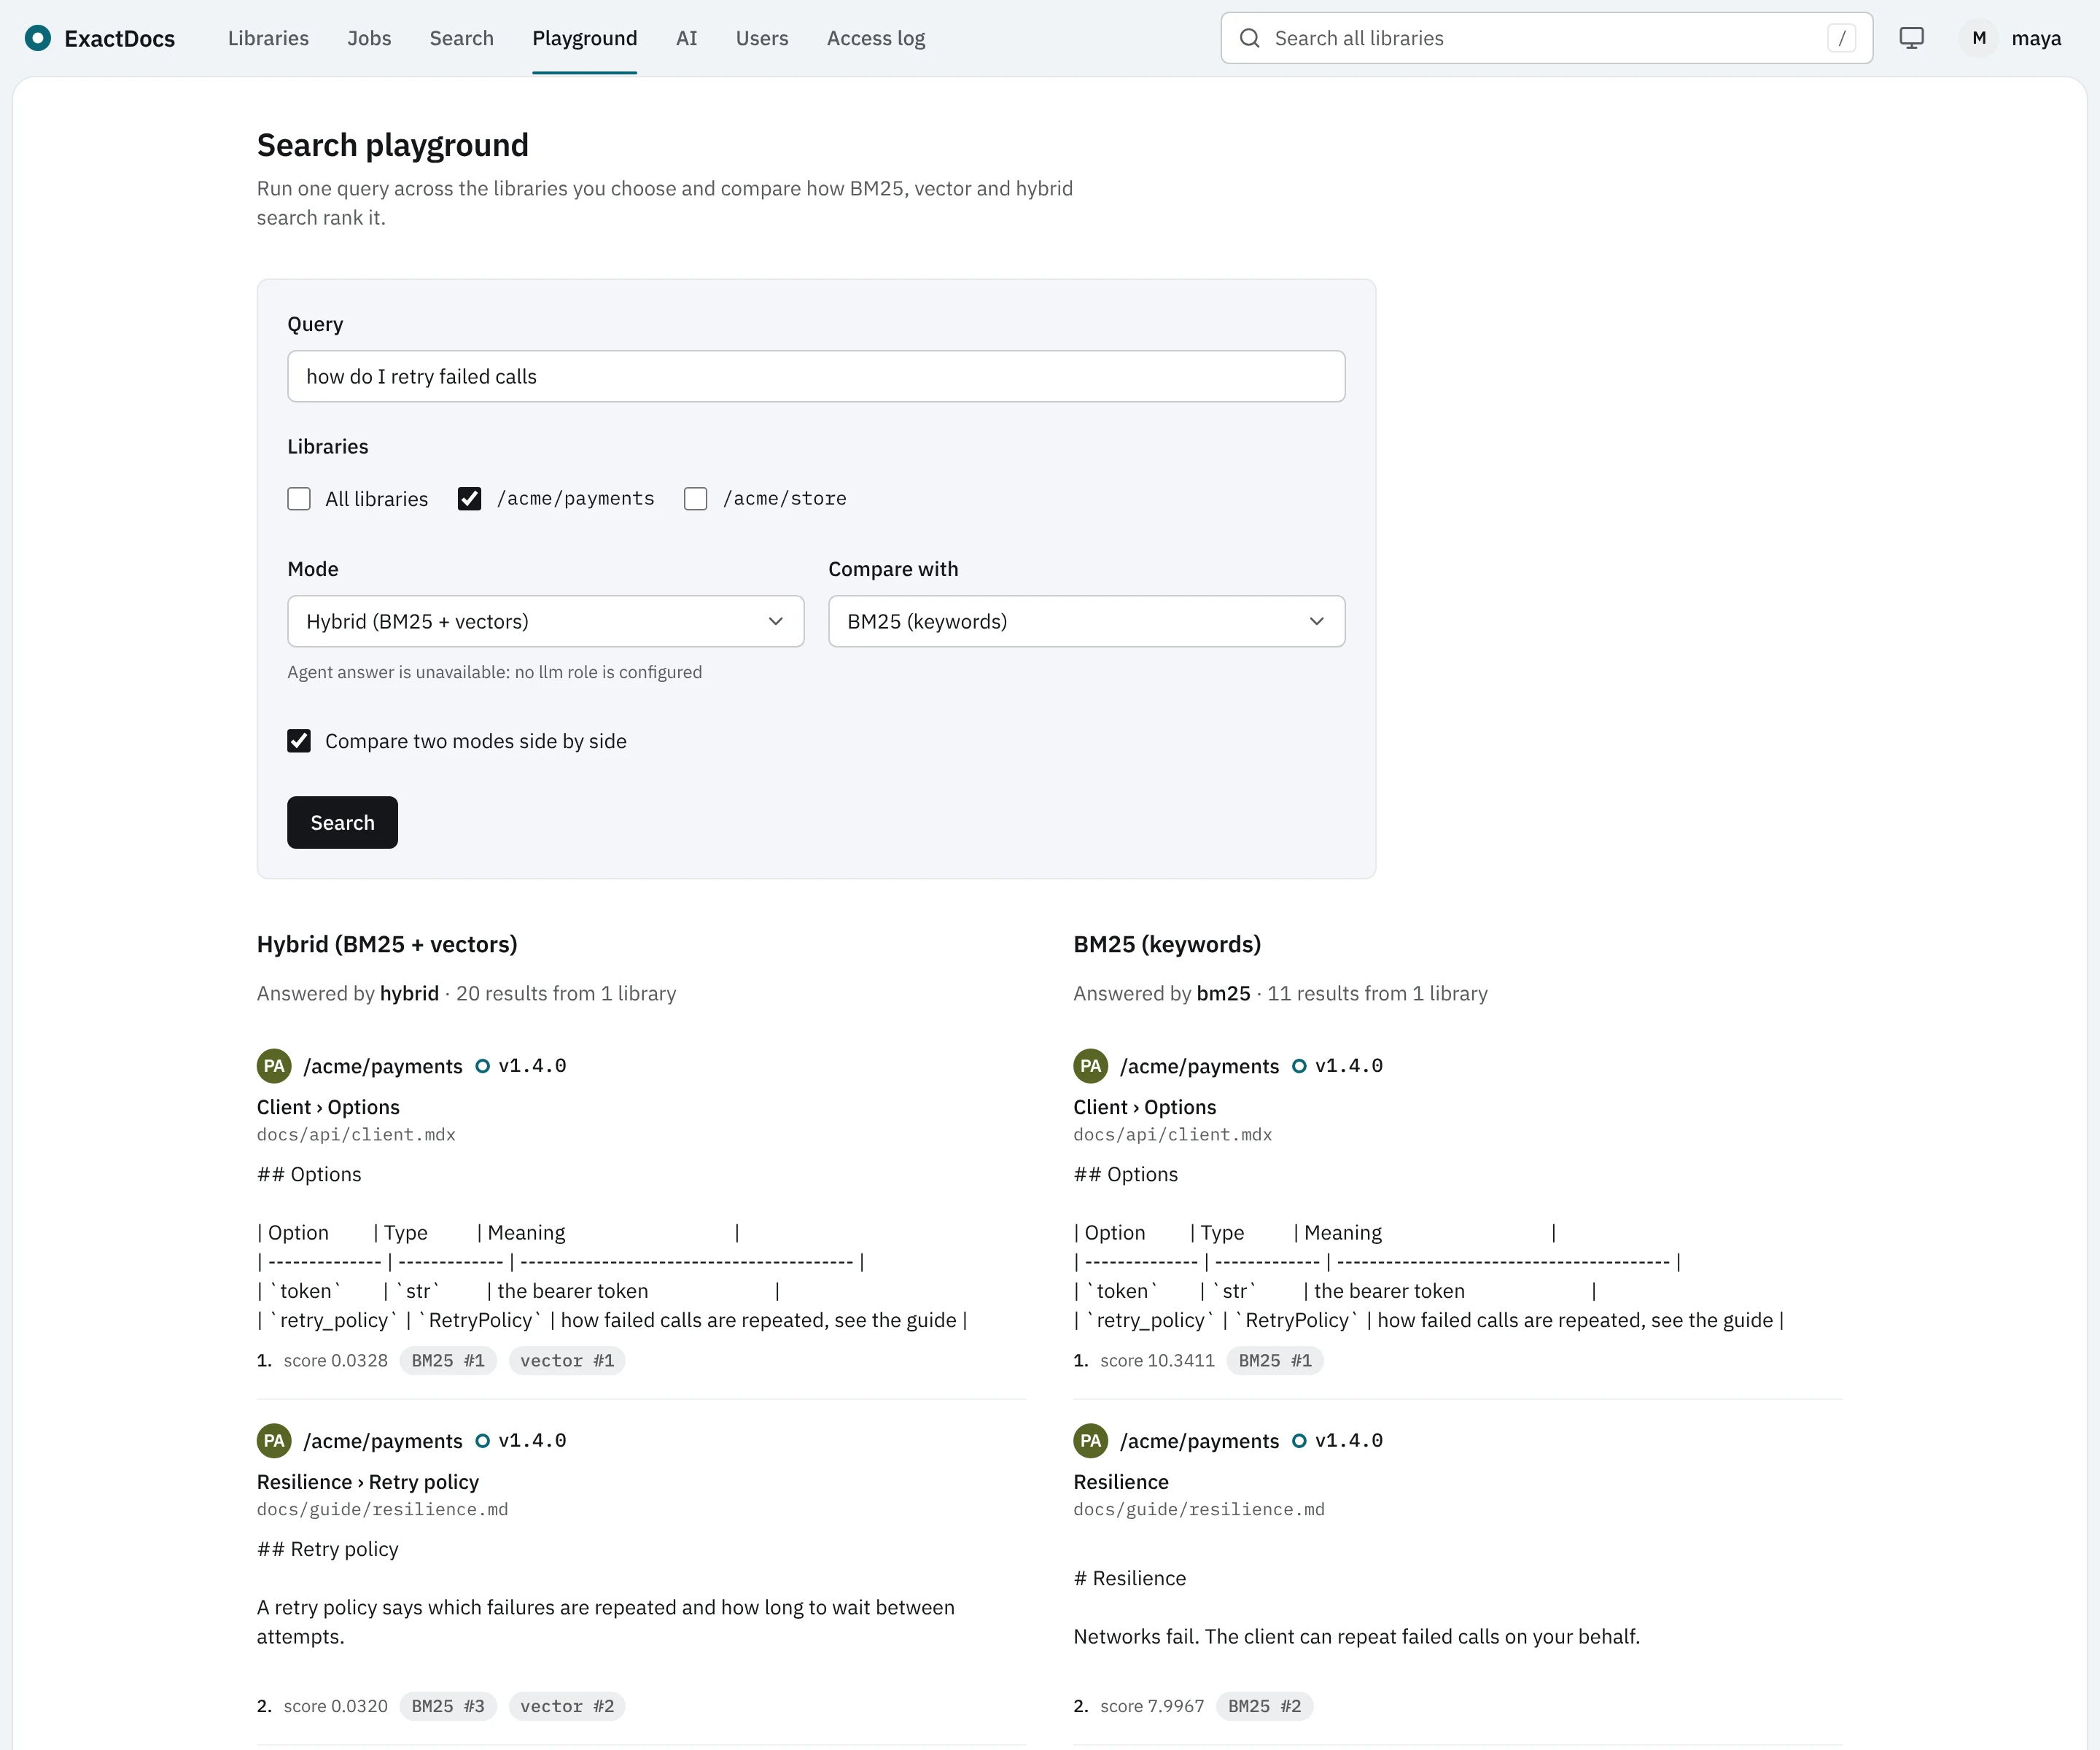 ExactDocs
Libraries
Jobs
Search
Playground
AI
Users
Access log
Search all libraries
/
M
maya
Search playground
Run one query across the libraries you choose and compare how BM25, vector and hybrid
search rank it.
Query
how do I retry failed calls
Libraries
All libraries
/acme/payments
/acme/store
Mode
Compare with
Hybrid (BM25 + vectors)
BM25 (keywords)
Agent answer is unavailable: no llm role is configured
Compare two modes side by side
Search
Hybrid (BM25 + vectors)
Answered by hybrid · 20 results from 1 library
PA /acme/payments v1.4.0
Client › Options
docs/api/client.mdx
## Options
| Option | Type | Meaning |
| -------------- | ------------- | ----------------------------------------- |
| `token` | `str` | the bearer token |
| `retry_policy` | `RetryPolicy` | how failed calls are repeated, see the guide |
1. score 0.0328 BM25 #1 vector #1
PA /acme/payments v1.4.0
Resilience › Retry policy
docs/guide/resilience.md
## Retry policy
A retry policy says which failures are repeated and how long to wait between
attempts.
2. score 0.0320 BM25 #3 vector #2
BM25 (keywords)
Answered by bm25 · 11 results from 1 library
PA /acme/payments v1.4.0
Client › Options
docs/api/client.mdx
## Options
| Option | Type | Meaning |
| -------------- | ------------- | ----------------------------------------- |
| `token` | `str` | the bearer token |
| `retry_policy` | `RetryPolicy` | how failed calls are repeated, see the guide |
1. score 10.3411 BM25 #1
PA /acme/payments v1.4.0
Resilience
docs/guide/resilience.md
# Resilience
Networks fail. The client can repeat failed calls on your behalf.
2. score 7.9967 BM25 #2